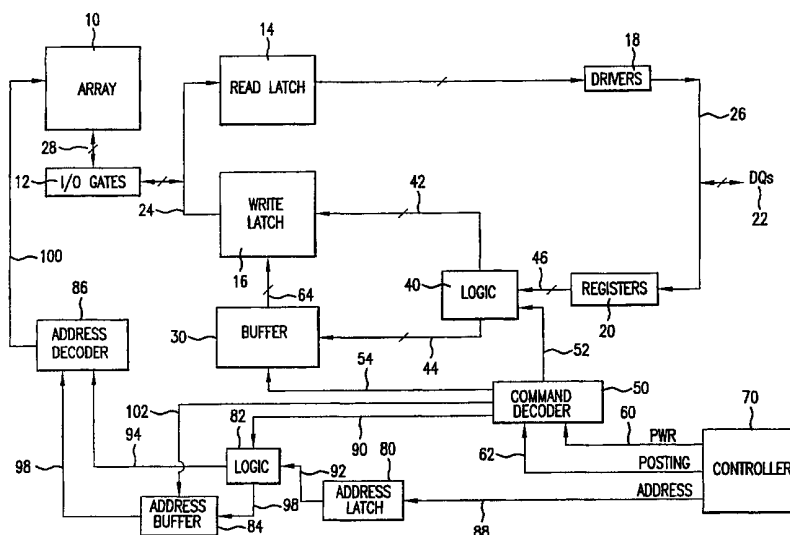 10
ARRAY
28
12
I/O GATES
14
READ LATCH
18
DRIVERS
26
DQs
22
24
WRITE
LATCH
16
42
64
30
BUFFER
40
LOGIC
46
REGISTERS
20
44
52
54
100
86
ADDRESS
DECODER
50
COMMAND
DECODER
102
94
82
LOGIC
90
98
92
80
ADDRESS
LATCH
98
ADDRESS
BUFFER
84
62
60
PWR
POSTING
ADDRESS
88
70
CONTROLLER